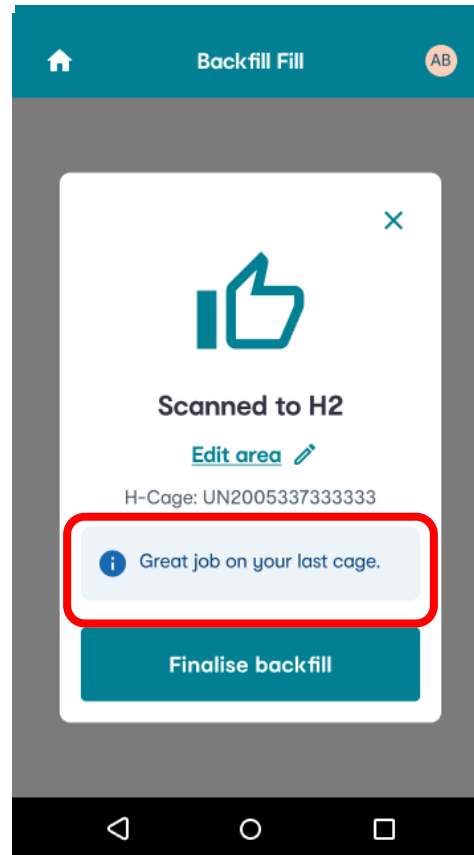 Backfill Fill
AB
Scanned to H2
Edit area
H-Cage: UN2005337333333
Great job on your last cage.
Finalise backfill